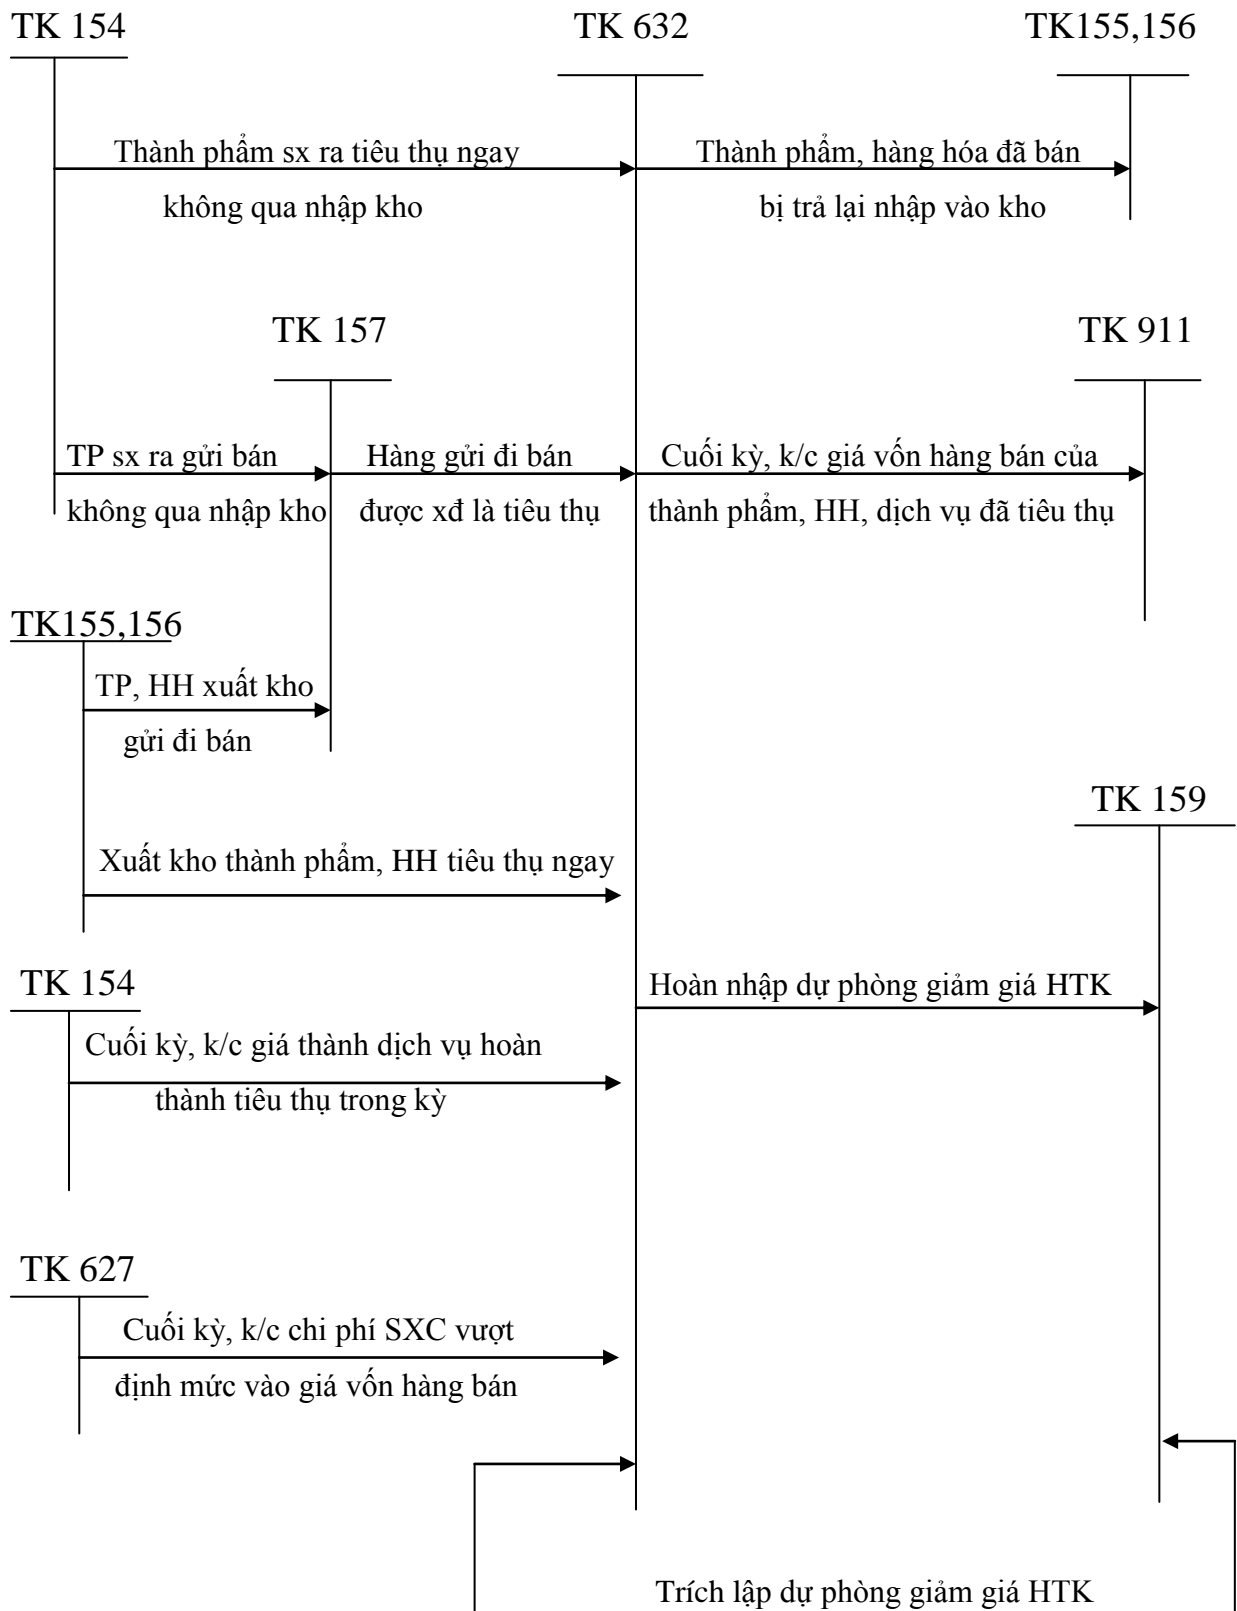 TK 154
TK 632
TK155,156
Thành phẩm sx ra tiêu thụ ngay
không qua nhập kho
Thành phẩm, hàng hóa đã bán
bị trả lại nhập vào kho
TK 157
TK 911
TP sx ra gửi bán
không qua nhập kho
Hàng gửi đi bán
được xđ là tiêu thụ
Cuối kỳ, k/c giá vốn hàng bán của
thành phẩm, HH, dịch vụ đã tiêu thụ
TK155,156
TP, HH xuất kho
gửi đi bán
TK 159
Xuất kho thành phẩm, HH tiêu thụ ngay
TK 154
Hoàn nhập dự phòng giảm giá HTK
Cuối kỳ, k/c giá thành dịch vụ hoàn
thành tiêu thụ trong kỳ
TK 627
Cuối kỳ, k/c chi phí SXC vượt
định mức vào giá vốn hàng bán
Trích lập dự phòng giảm giá HTK